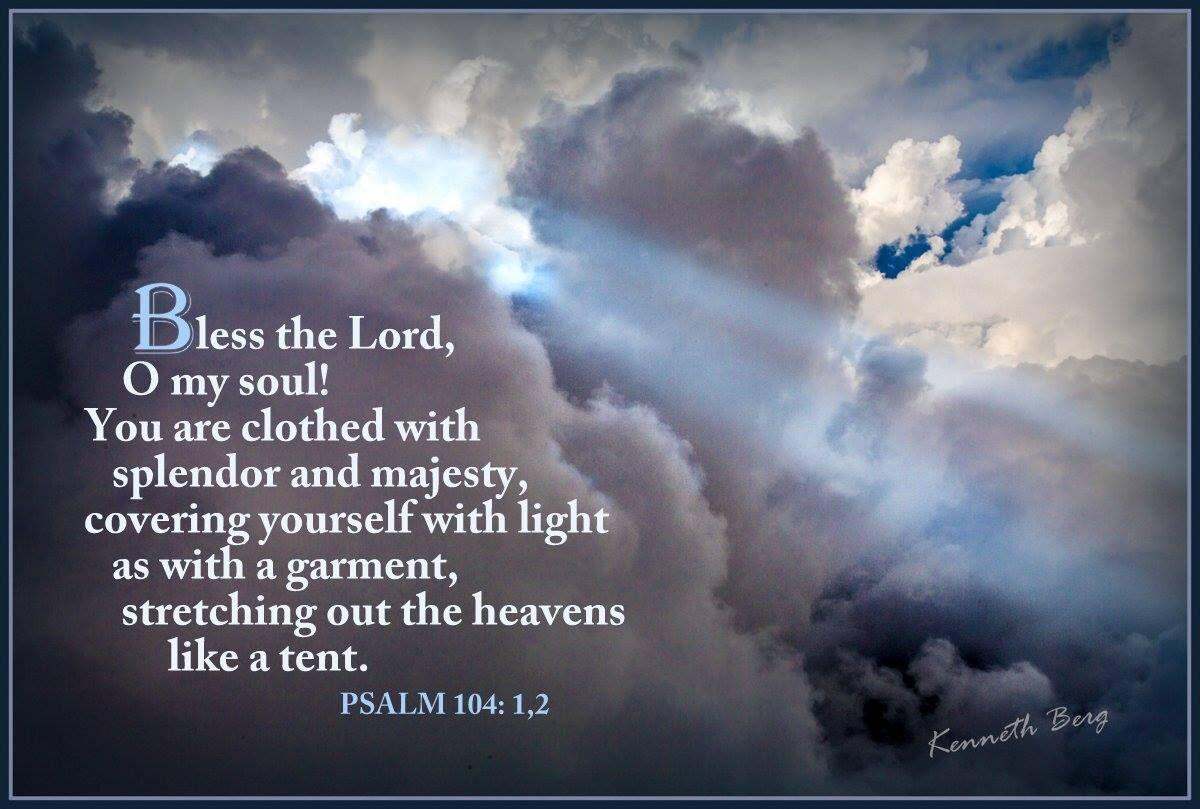 Bless the Lord,
O my soul!
You are clothed with
splendor and majesty,
covering yourself with light
as with a garment,
stretching out the heavens
like a tent.
PSALM 104: 1,2
Kenneth Berg